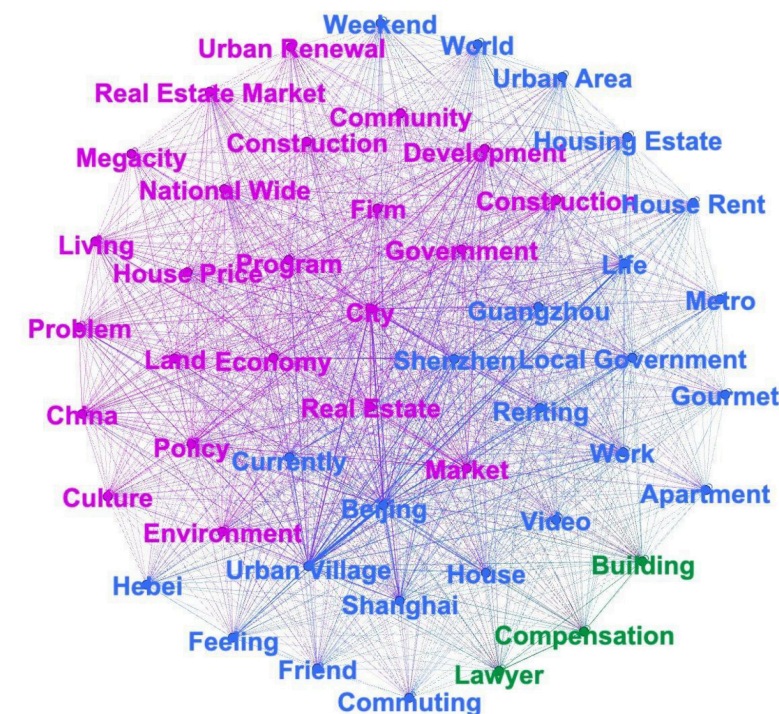 Weekend
World
Urban Renewal
Urban Area
Real Estate Market
Community
Construction
Housing Estate
Development
Megacity
National Wide
Firm
Construction
House Rent
Living
Government
Program
Life
House Price
Metro
City
Guangzhou
Problem
Land
Economy
Shenzhen
Local Government
Gourmet
China
Real Estate
Renting
Policy
Currently
Market
Work
Culture
Apartment
Beijing
Video
Environment
Building
Urban Village
House
Hebei
Shanghai
Compensation
Feeling
Friend
Lawyer
Commuting